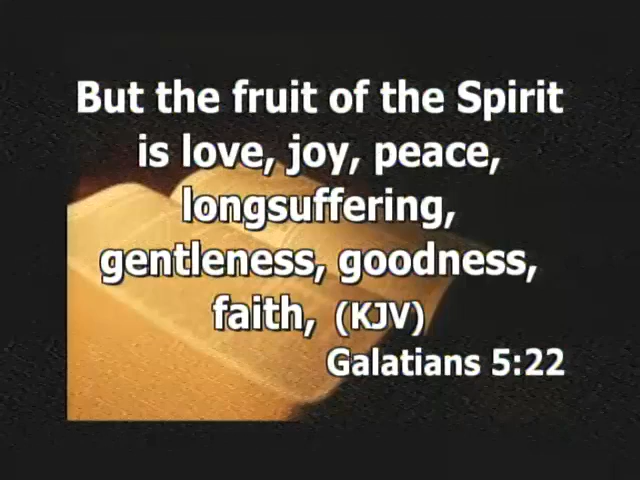 But the fruit of the Spirit
is love, joy, peace,
longsuffering,
gentleness, goodness,
faith, (KJV)
Galatians 5:22